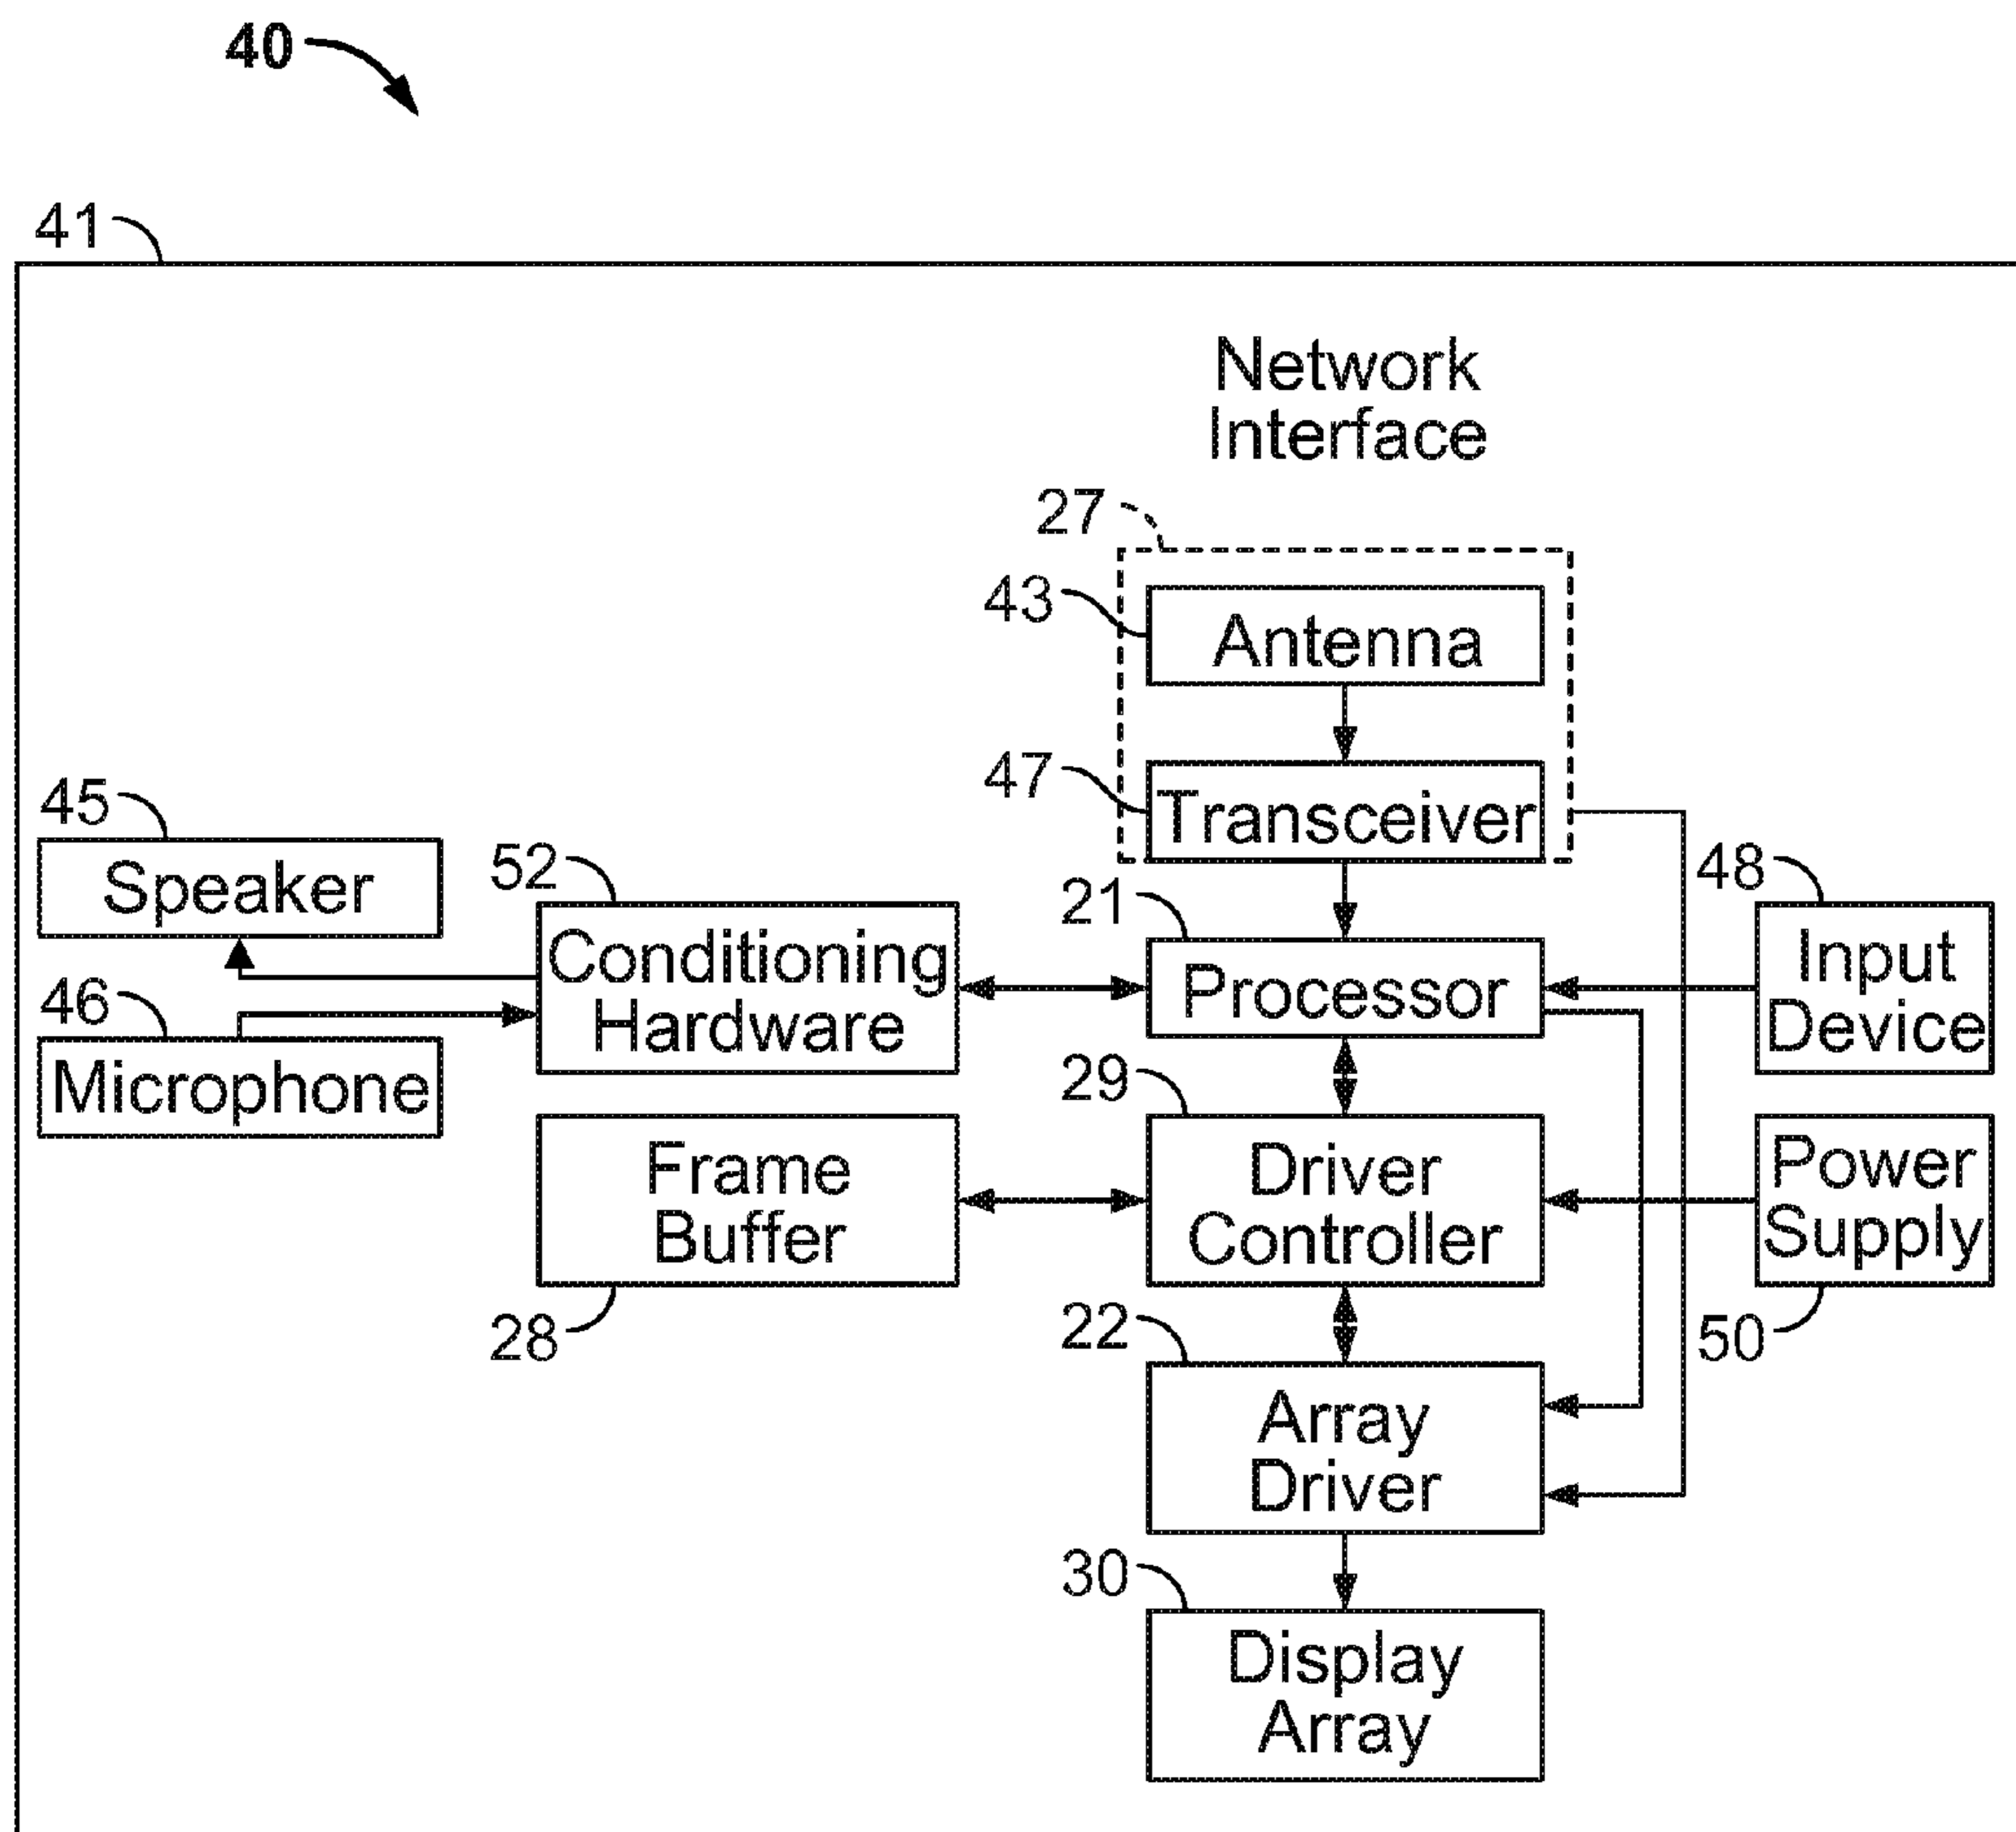 40
41
Network
Interface
27
43
Antenna
47
Transceiver
45
Speaker
52
Conditioning
Hardware
21
Processor
48
Input
Device
46
Microphone
29
Driver
Controller
Frame
Buffer
28
Power
Supply
50
22
Array
Driver
30
Display
Array